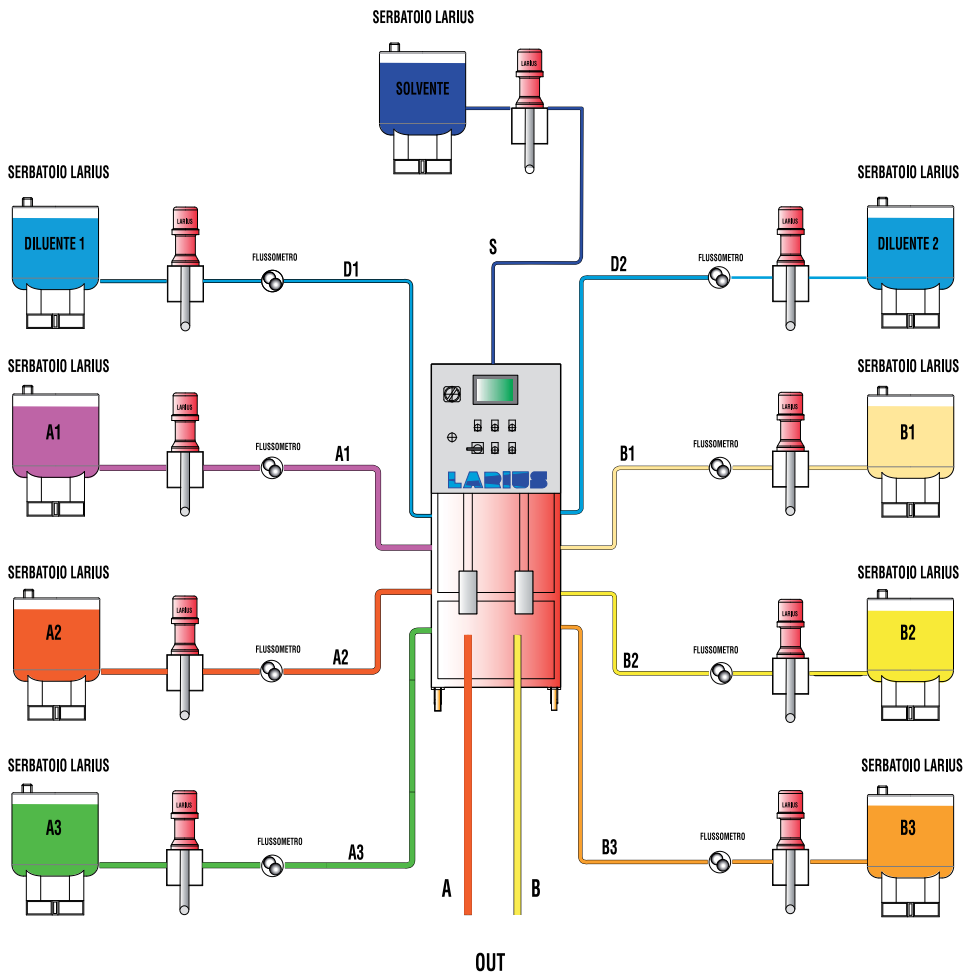 SERBATOIO LARIUS
SOLVENTE
LARIUS
SERBATOIO LARIUS
DILUENTE 1
LARIUS
FLUSSOMETRO
D1
S
D2
FLUSSOMETRO
LARIUS
SERBATOIO LARIUS
DILUENTE 2
SERBATOIO LARIUS
A1
LARIUS
FLUSSOMETRO
A1
LARIUS
B1
FLUSSOMETRO
LARIUS
SERBATOIO LARIUS
B1
SERBATOIO LARIUS
A2
LARIUS
FLUSSOMETRO
A2
B2
FLUSSOMETRO
LARIUS
SERBATOIO LARIUS
B2
SERBATOIO LARIUS
A3
LARIUS
FLUSSOMETRO
A3
B3
FLUSSOMETRO
LARIUS
SERBATOIO LARIUS
B3
A
B
OUT